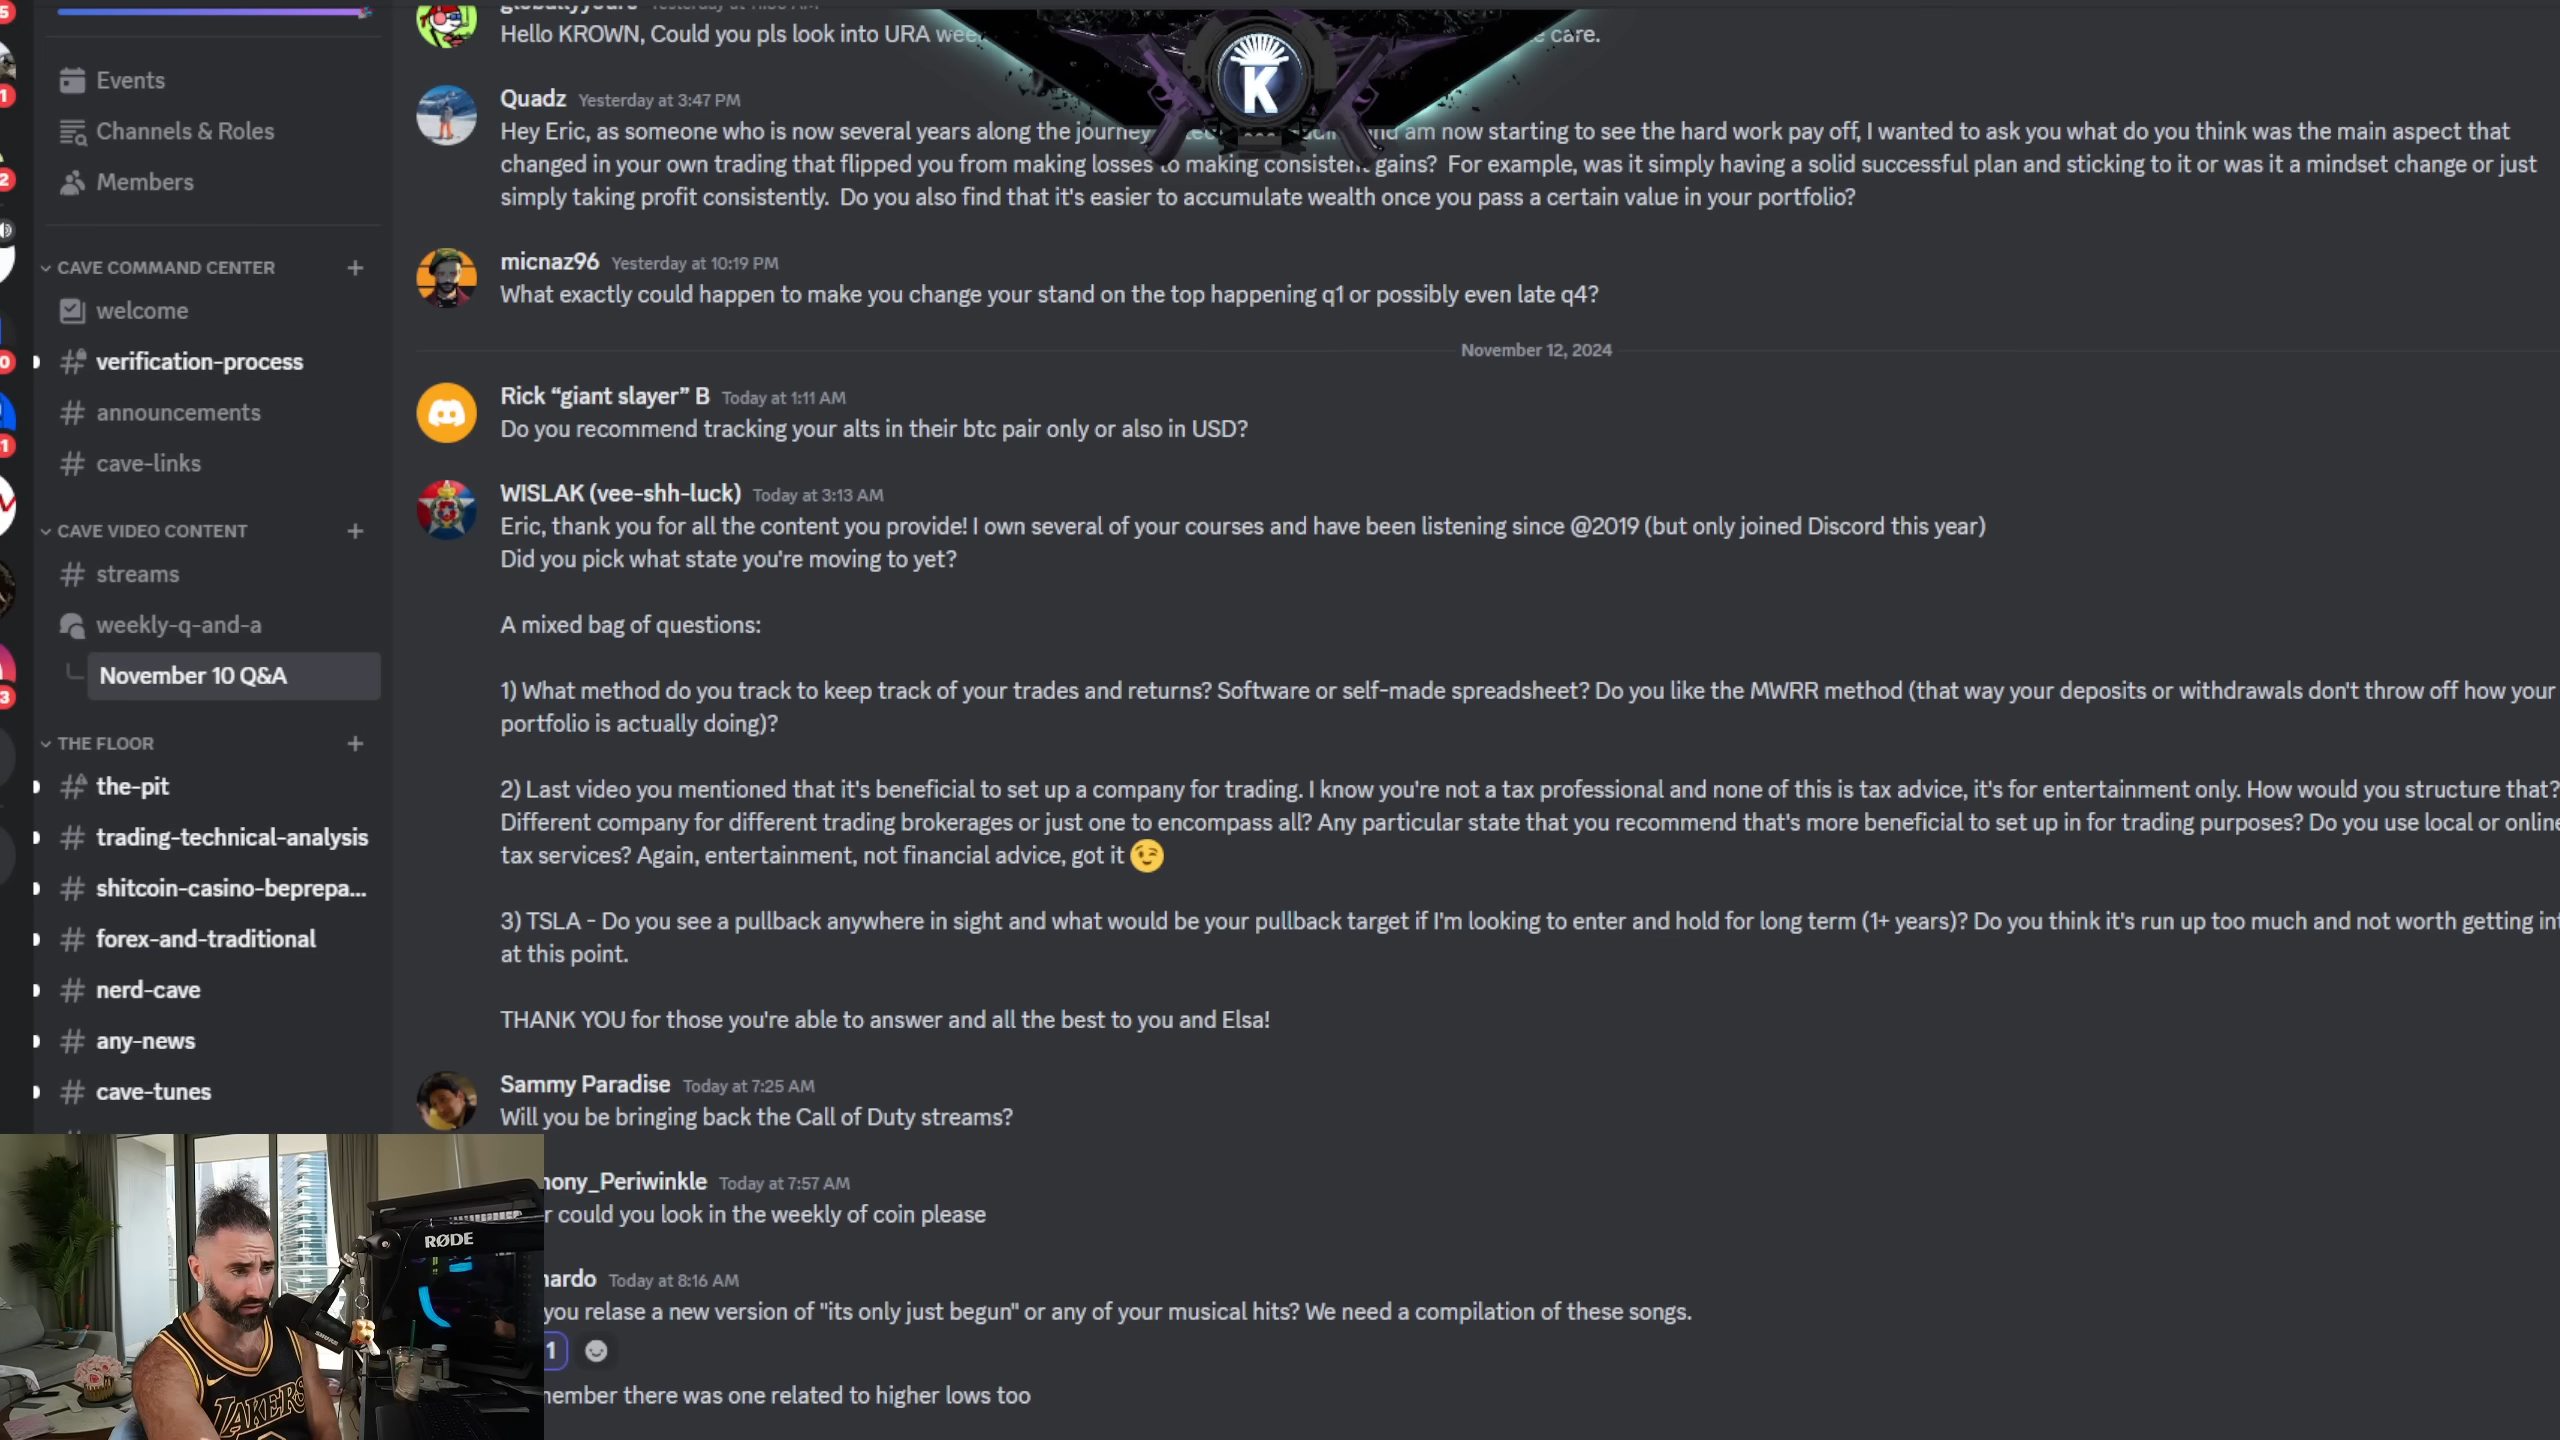 Events
Channels & Roles
Members
CAVE COMMAND CENTER
welcome
verification-process
announcements
cave-links
CAVE VIDEO CONTENT
streams
weekly-q-and-a
November 10 Q&A
THE FLOOR
the-pit
trading-technical-analysis
shitcoin-casino-beprepa...
forex-and-traditional
nerd-cave
any-news
cave-tunes
Hello KROWN, Could you pls look into URA care.
K
Quadz Yesterday at 3:47 PM
Hey Eric, as someone who is now several years along the journey am now starting to see the hard work pay off, I wanted to ask you what do you think was the main aspect that
changed in your own trading that flipped you from making losses to making consistent gains? For example, was it simply having a solid successful plan and sticking to it or was it a mindset change or just
simply taking profit consistently. Do you also find that it's easier to accumulate wealth once you pass a certain value in your portfolio?
micnaz96 Yesterday at 10:19 PM
What exactly could happen to make you change your stand on the top happening q1 or possibly even late q4?
November 12, 2024
Rick “giant slayer” B Today at 1:11 AM
Do you recommend tracking your alts in their btc pair only or also in USD?
WISLAK (vee-shh-luck) Today at 3:13 AM
Eric, thank you for all the content you provide! I own several of your courses and have been listening since @2019 (but only joined Discord this year)
Did you pick what state you're moving to yet?
A mixed bag of questions:
1) What method do you track to keep track of your trades and returns? Software or self-made spreadsheet? Do you like the MWRR method (that way your deposits or withdrawals don't throw off how your
portfolio is actually doing)?
2) Last video you mentioned that it's beneficial to set up a company for trading. I know you're not a tax professional and none of this is tax advice, it's for entertainment only. How would you structure that?
Different company for different trading brokerages or just one to encompass all? Any particular state that you recommend that's more beneficial to set up in for trading purposes? Do you use local or online
tax services? Again, entertainment, not financial advice, got it 😉
3) TSLA - Do you see a pullback anywhere in sight and what would be your pullback target if I'm looking to enter and hold for long term (1+ years)? Do you think it's run up too much and not worth getting int
at this point.
THANK YOU for those you're able to answer and all the best to you and Elsa!
Sammy Paradise Today at 7:25 AM
Will you be bringing back the Call of Duty streams?
hony_Periwinkle Today at 7:57 AM
r could you look in the weekly of coin please
nardo Today at 8:16 AM
you relase a new version of "its only just begun" or any of your musical hits? We need a compilation of these songs.
1
member there was one related to higher lows too
RØDE
SHURE
LAKERS